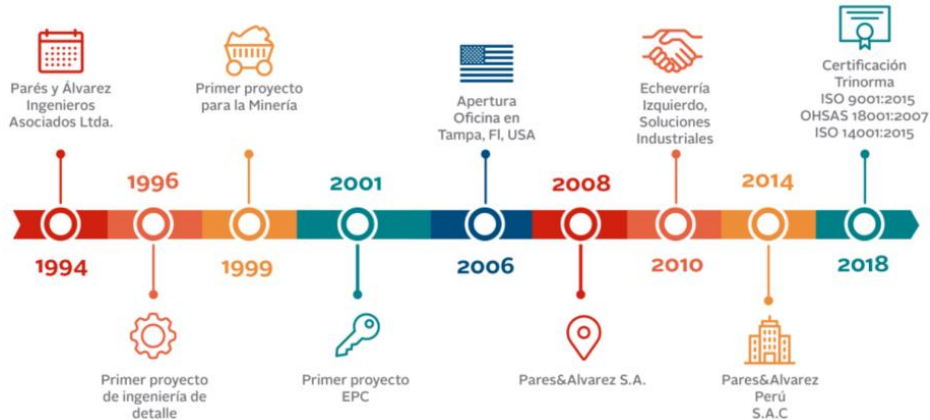 Parés y Álvarez
Ingenieros
Asociados Ltda.
1994
1996
Primer proyecto
de ingeniería de
detalle
Primer proyecto
para la Minería
1999
2001
Primer proyecto
EPC
Apertura
Oficina en
Tampa, Fl, USA
2006
2008
Pares&Alvarez S.A.
Echeverría
Izquierdo,
Soluciones
Industriales
2010
2014
Pares&Alvarez
Perú
S.A.C
Certificación
Trinorma
ISO 9001:2015
OHSAS 18001:2007
ISO 14001:2015
2018